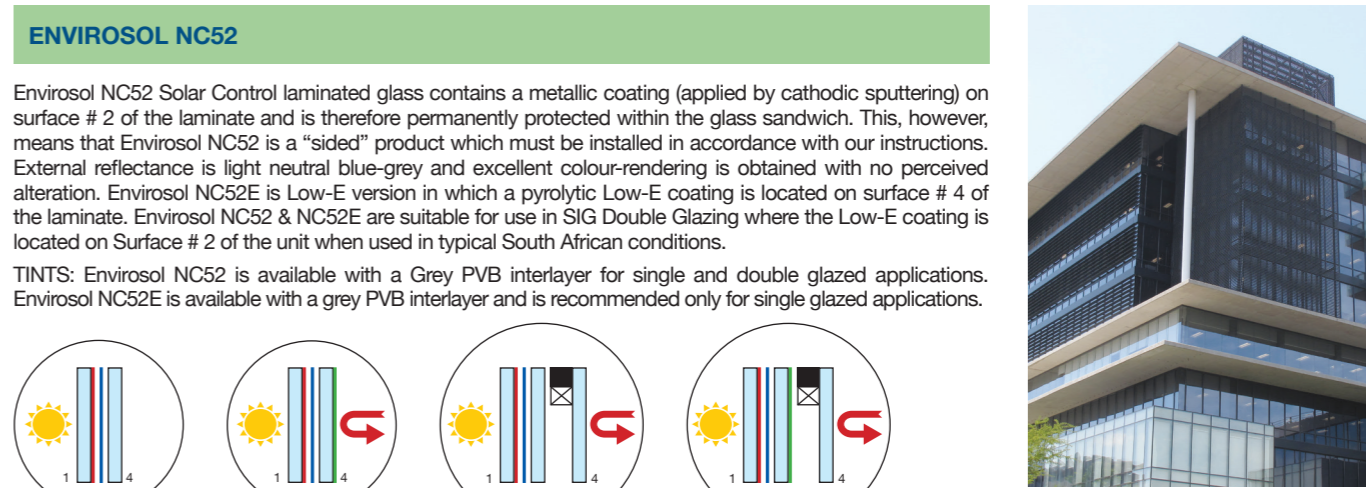 ENVIROSOL NC52
Envirosol NC52 Solar Control laminated glass contains a metallic coating (applied by cathodic sputtering) on
surface # 2 of the laminate and is therefore permanently protected within the glass sandwich. This, however,
means that Envirosol NC52 is a “sided” product which must be installed in accordance with our instructions.
External reflectance is light neutral blue-grey and excellent colour-rendering is obtained with no perceived
alteration. Envirosol NC52E is Low-E version in which a pyrolytic Low-E coating is located on surface # 4 of
the laminate. Envirosol NC52 & NC52E are suitable for use in SIG Double Glazing where the Low-E coating is
located on Surface # 2 of the unit when used in typical South African conditions.
TINTS: Envirosol NC52 is available with a Grey PVB interlayer for single and double glazed applications.
Envirosol NC52E is available with a grey PVB interlayer and is recommended only for single glazed applications.
1 4 1 4 1 4 1 4